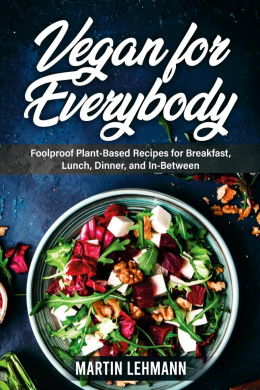 Vegan for
Everybody
Foolproof Plant-Based Recipes for Breakfast,
Lunch, Dinner, and In-Between
MARTIN LEHMANN